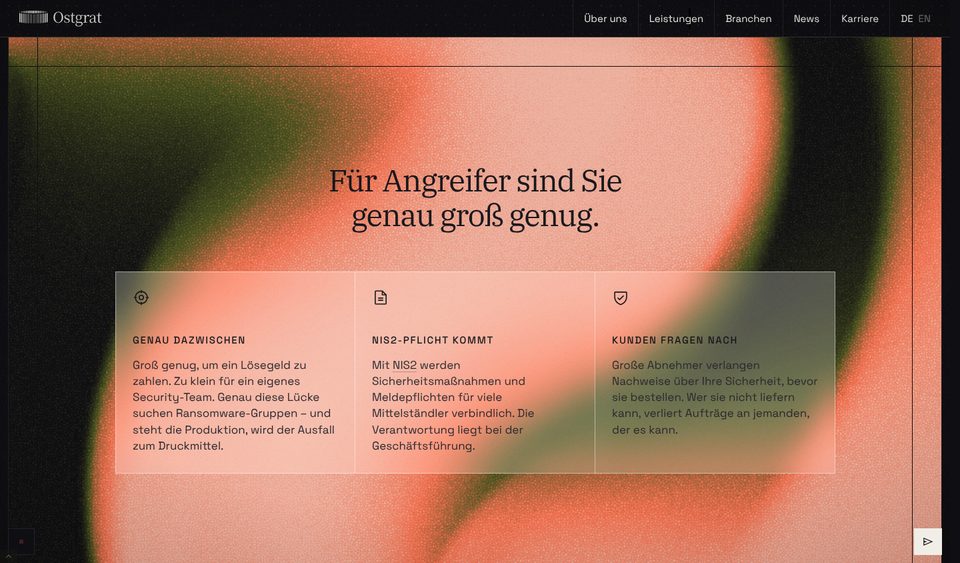 Ostgrat
Über uns
Leistungen
Branchen
News
Karriere
DE EN
Für Angreifer sind Sie
genau groß genug.
GENAU DAZWISCHEN
Groß genug, um ein Lösegeld zu
zahlen. Zu klein für ein eigenes
Security-Team. Genau diese Lücke
suchen Ransomware-Gruppen – und
steht die Produktion, wird der Ausfall
zum Druckmittel.
NIS2-PFLICHT KOMMT
Mit NIS2 werden
Sicherheitsmaßnahmen und
Meldepflichten für viele
Mittelständler verbindlich. Die
Verantwortung liegt bei der
Geschäftsführung.
KUNDEN FRAGEN NACH
Große Abnehmer verlangen
Nachweise über Ihre Sicherheit, bevor
sie bestellen. Wer sie nicht liefern
kann, verliert Aufträge an jemanden,
der es kann.